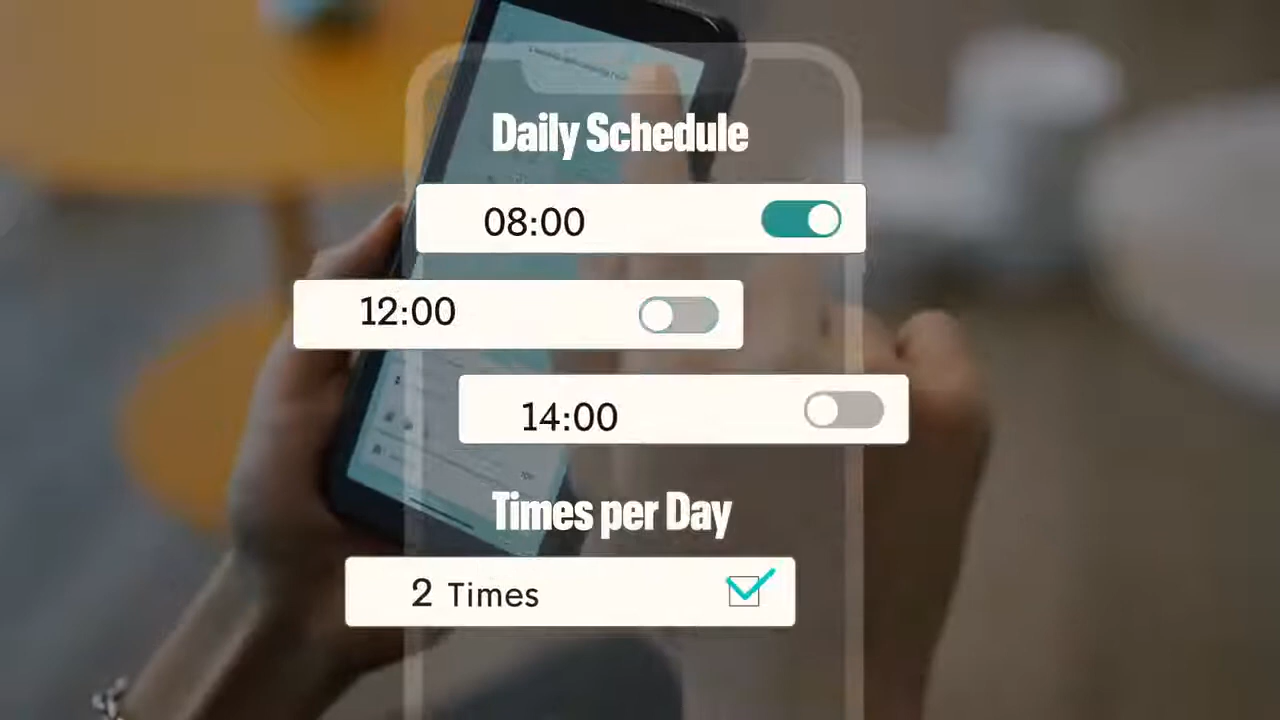 Daily Schedule
08:00
12:00
14:00
Times per Day
2 Times